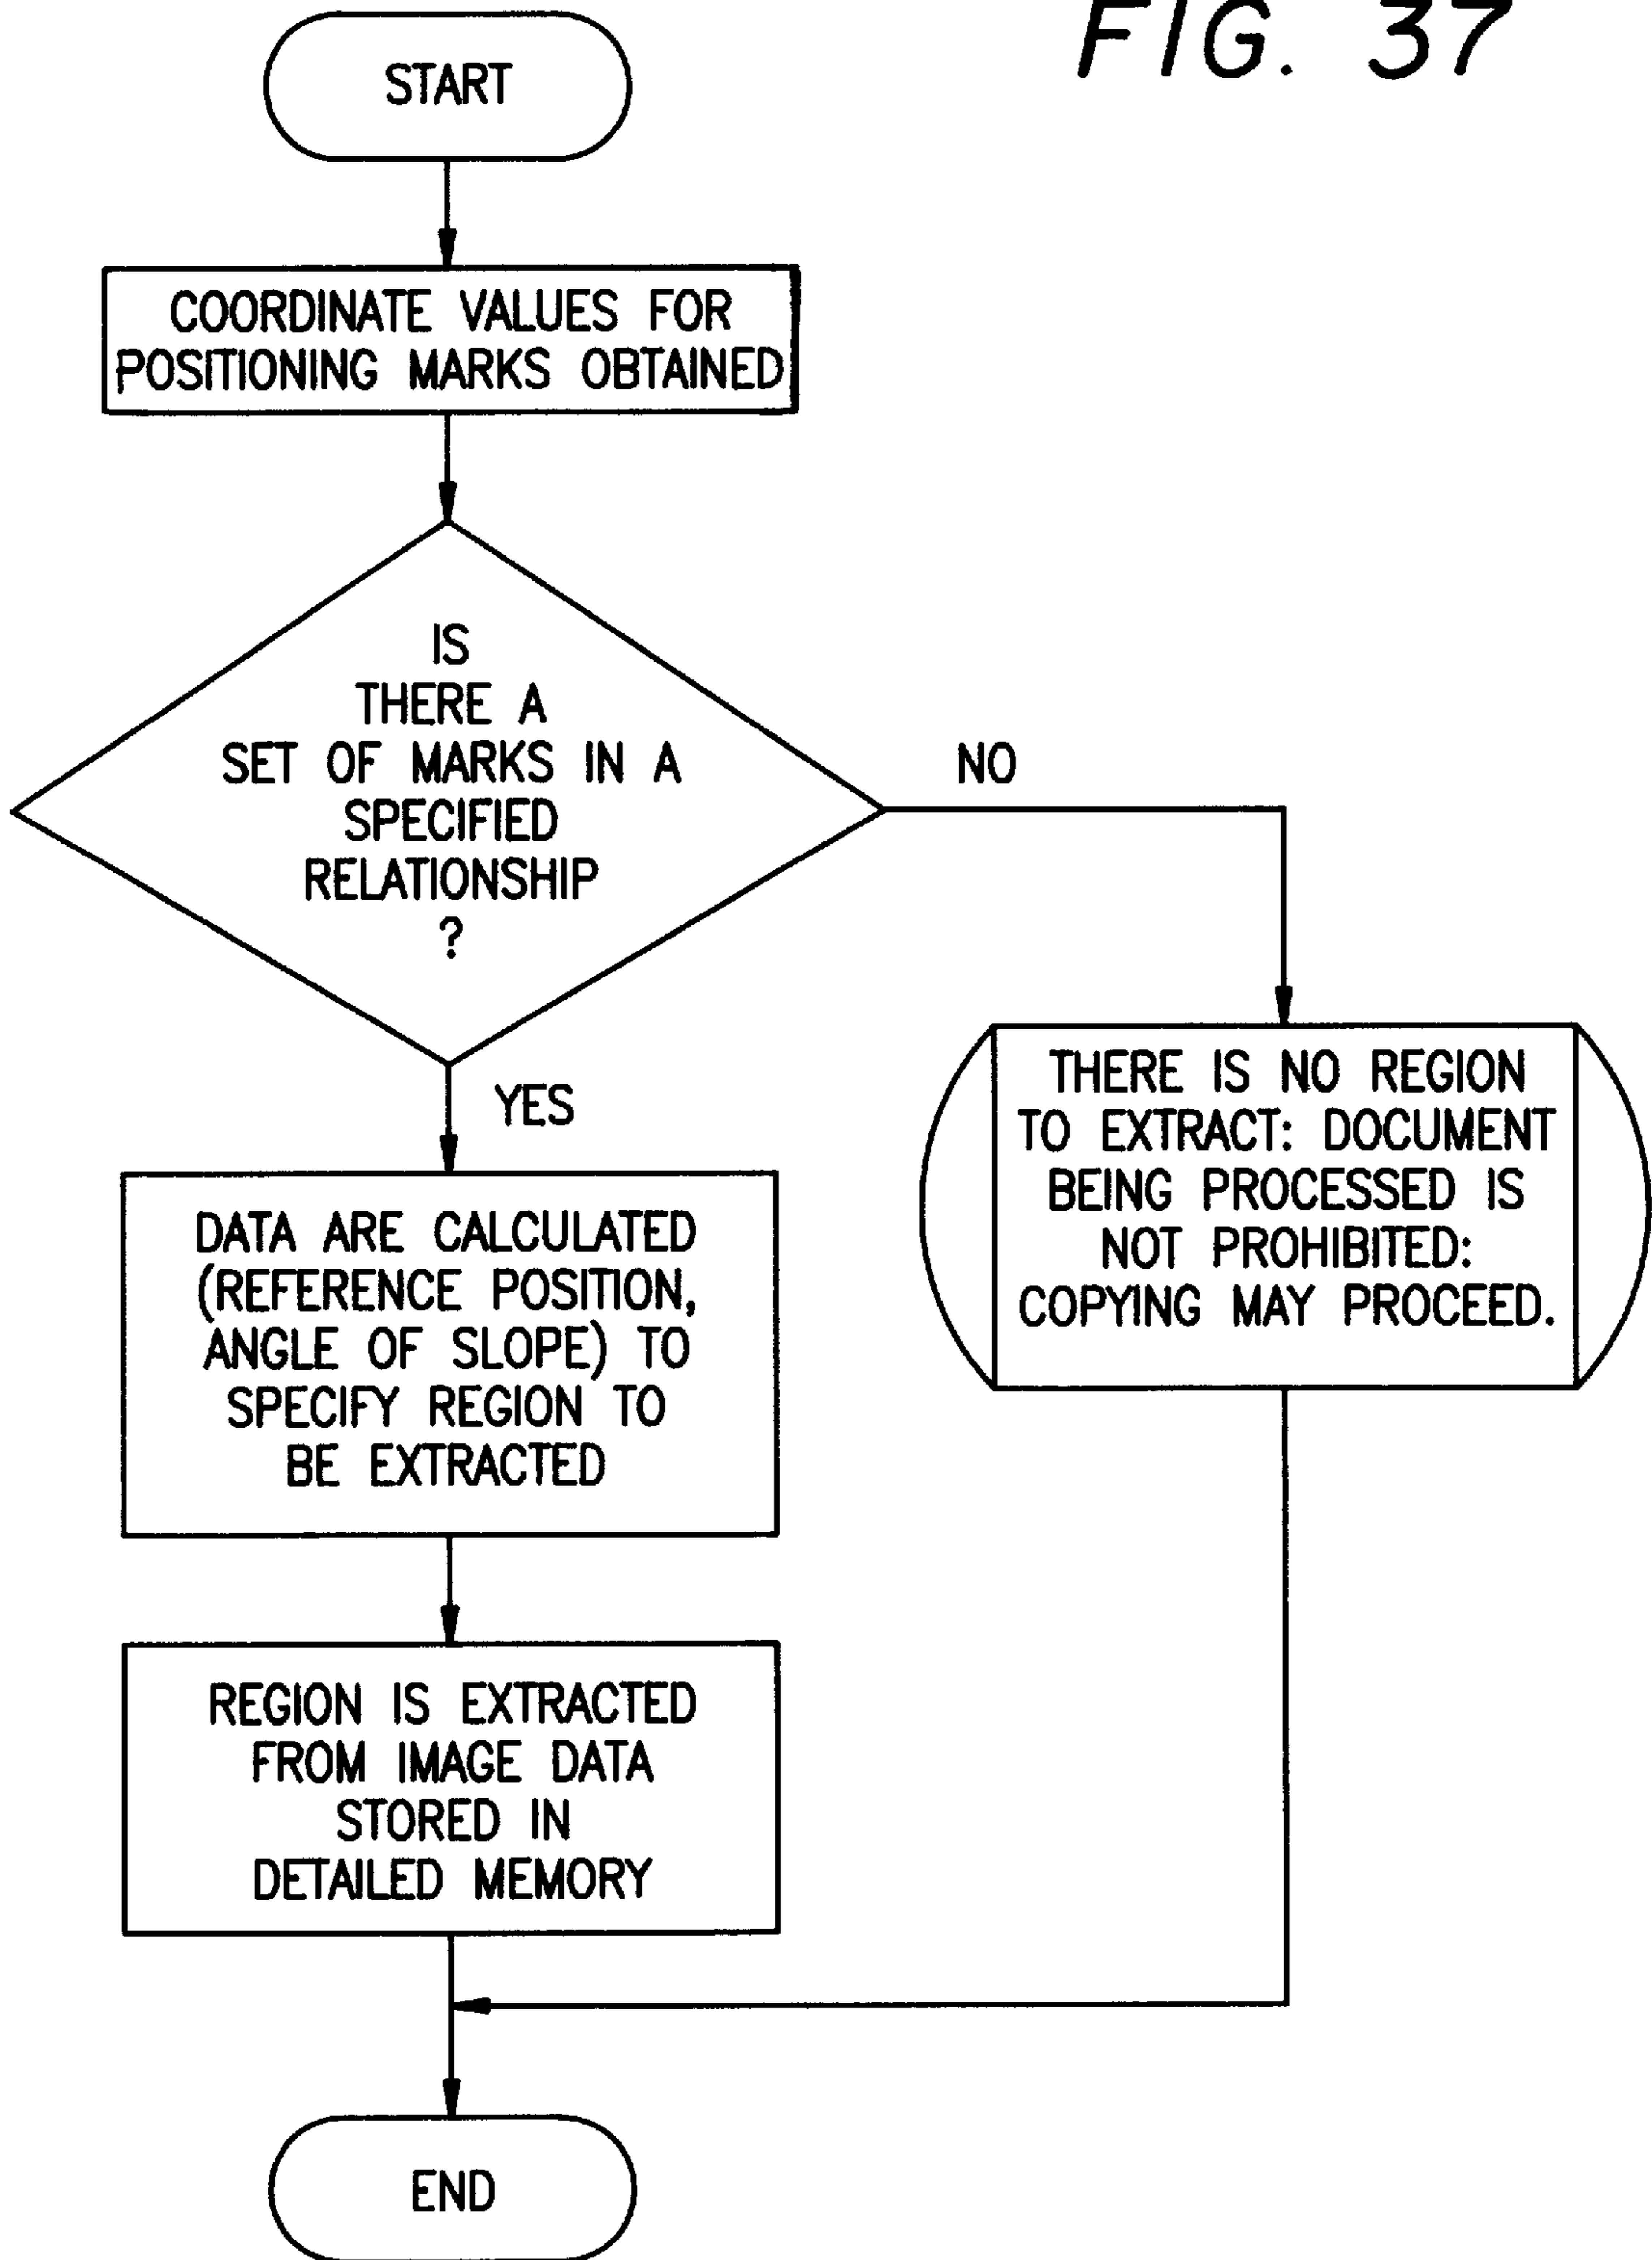 FIG. 37
START
COORDINATE VALUES FOR
POSITIONING MARKS OBTAINED
IS
THERE A
SET OF MARKS IN A
SPECIFIED
RELATIONSHIP
?
NO
YES
THERE IS NO REGION
TO EXTRACT: DOCUMENT
BEING PROCESSED IS
NOT PROHIBITED:
COPYING MAY PROCEED.
DATA ARE CALCULATED
(REFERENCE POSITION,
ANGLE OF SLOPE) TO
SPECIFY REGION TO
BE EXTRACTED
REGION IS EXTRACTED
FROM IMAGE DATA
STORED IN
DETAILED MEMORY
END